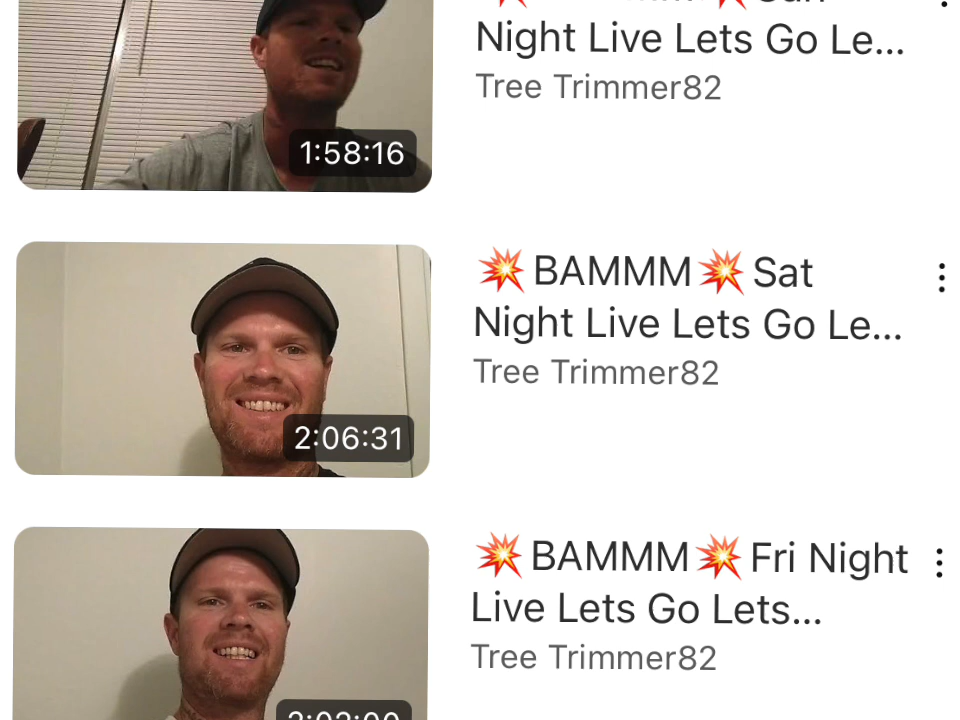 Night Live Lets Go Le...
Tree Trimmer82
1:58:16
💥BAMMM💥Sat
Night Live Lets Go Le...
Tree Trimmer82
2:06:31
💥BAMMM💥Fri Night
Live Lets Go Lets...
Tree Trimmer82